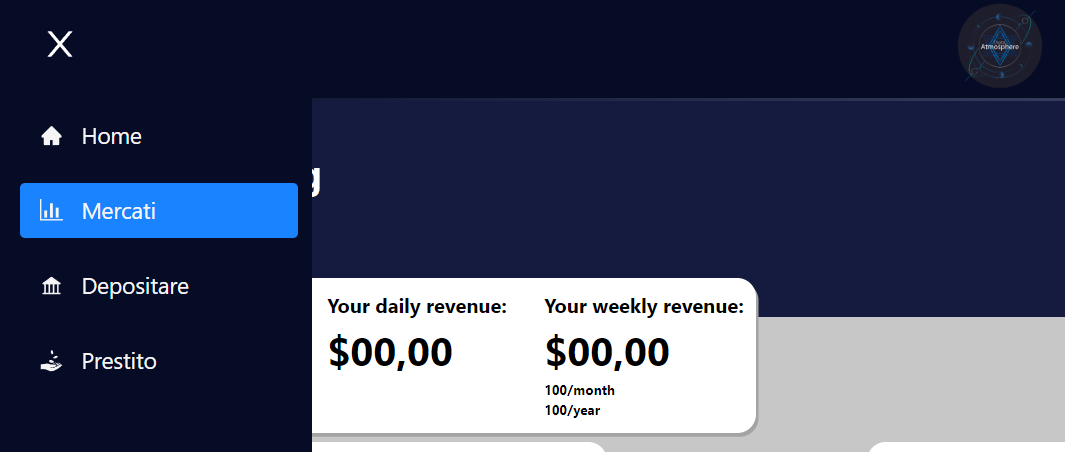 Atmosphere
Home
g
Mercati
Depositare
Prestito
Your daily revenue:
$00,00
Your weekly revenue:
$00,00
100/month
100/year